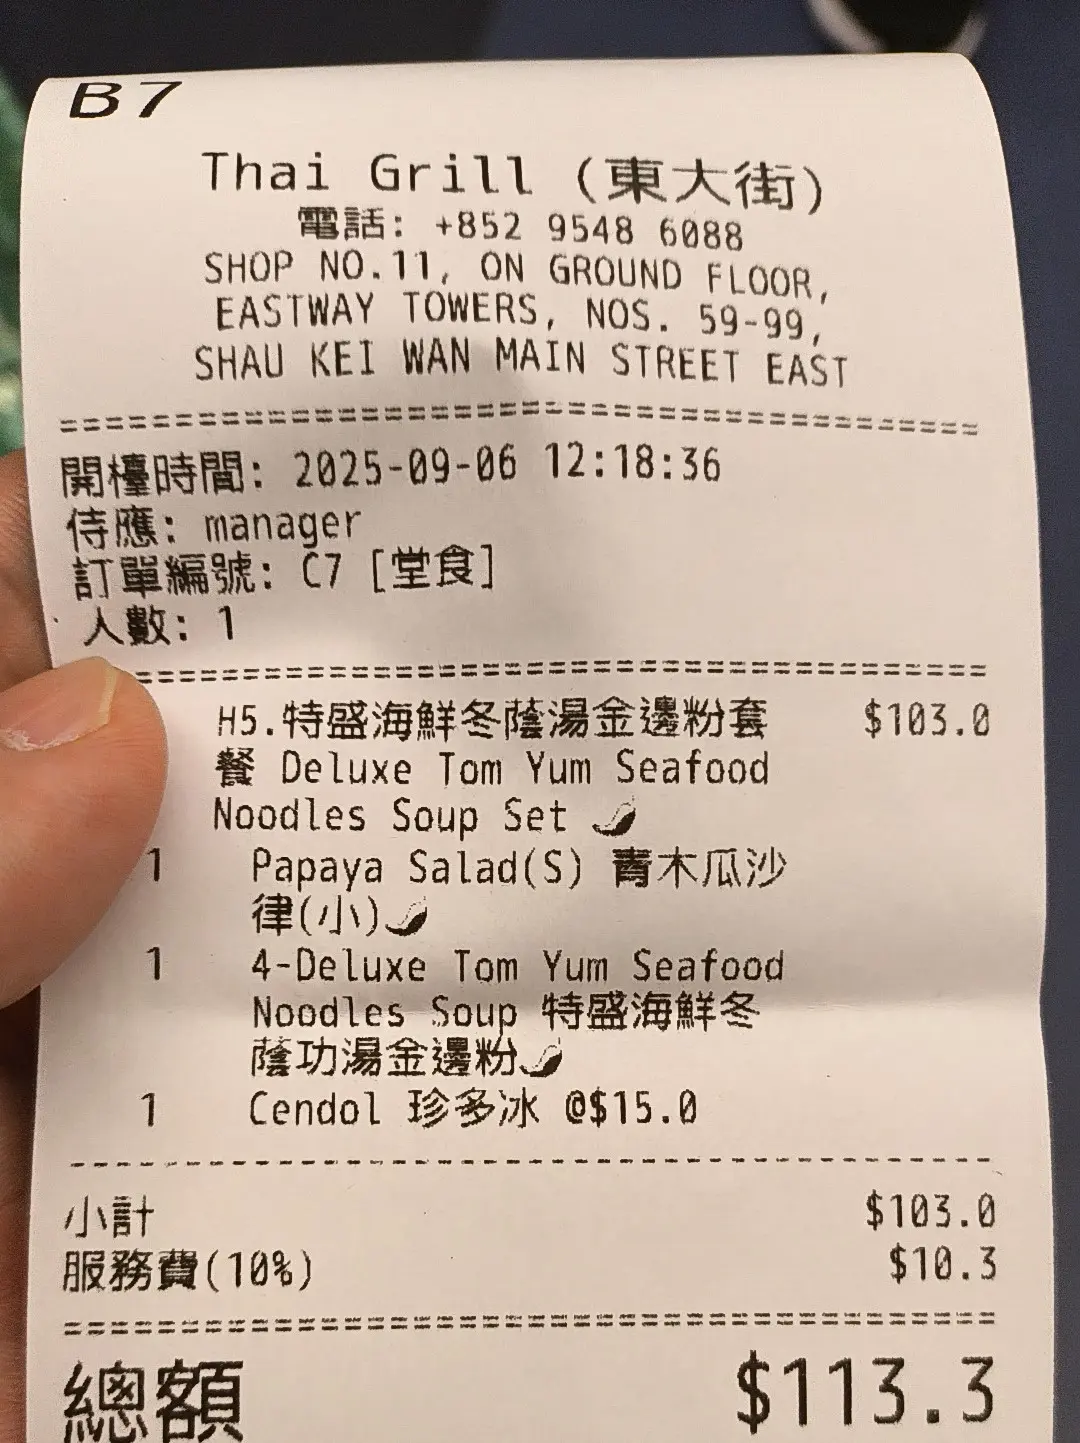 B7
Thai Grill (東大街)
電話: +852 9548 6088
SHOP NO.11, ON GROUND FLOOR,
EASTWAY TOWERS, NOS. 59-99,
SHAU KEI WAN MAIN STREET EAST
開檯時間: 2025-09-06 12:18:36
侍應: manager
訂單編號: C7 [堂食]
人數: 1
H5.特盛海鮮冬蔭湯金邊粉套 $103.0
餐 Deluxe Tom Yum Seafood
Noodles Soup Set 🌶
1 Papaya Salad(S) 青木瓜沙
律(小)🌶
1 4-Deluxe Tom Yum Seafood
Noodles Soup 特盛海鮮冬
蔭功湯金邊粉🌶
1 Cendol 珍多冰 @$15.0
小計 $103.0
服務費(10%) $10.3
總額 $113.3